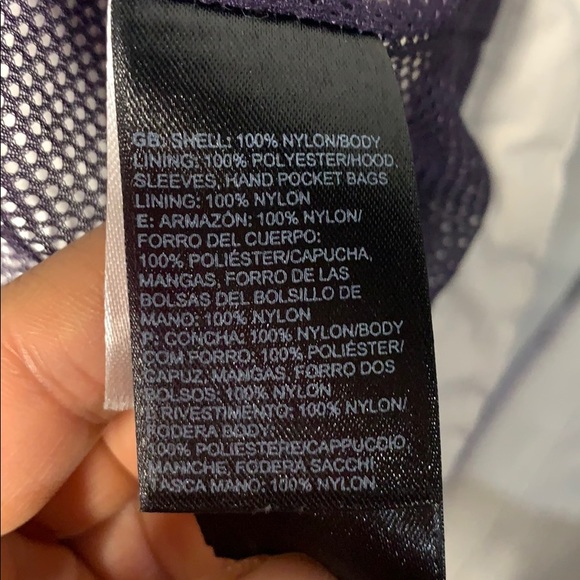 GB: SHELL: 100% NYLON/BODY
LINING: 100% POLYESTER/HOOD,
SLEEVES, HAND POCKET BAGS
LINING: 100% NYLON
E: ARMAZÓN: 100% NYLON/
FORRO DEL CUERPO:
100% POLIÉSTER/CAPUCHA,
MANGAS, FORRO DE LAS
BOLSAS DEL BOLSILLO DE
MANO: 100% NYLON
P: CONCHA: 100% NYLON/BODY
COM FORRO: 100% POLIÉSTER/
CAPUZ, MANGAS, FORRO DOS
BOLSOS: 100% NYLON
I: RIVESTIMENTO: 100% NYLON/
FODERA BODY:
100% POLIESTERE/CAPPUCCIO,
MANICHE, FODERA SACCHI
TASCA MANO: 100% NYLON